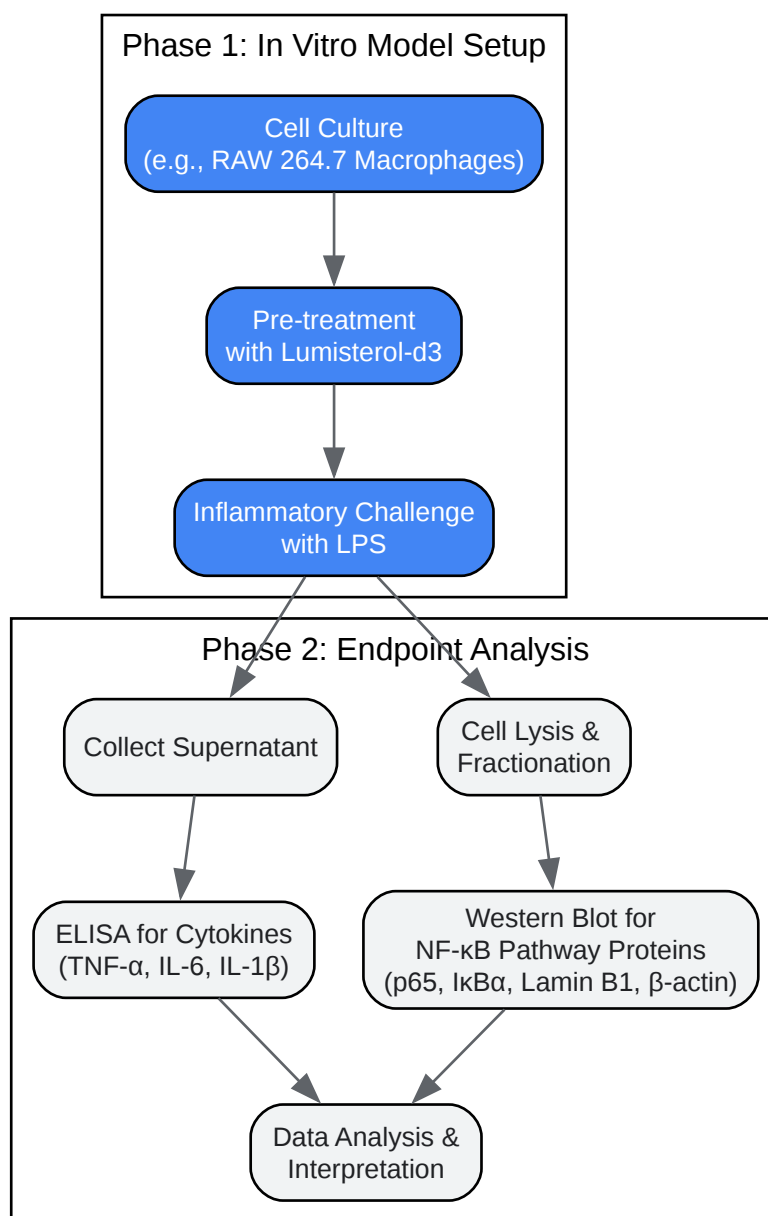 Phase 1: In Vitro Model Setup
Cell Culture
(e.g., RAW 264.7 Macrophages)
Pre-treatment
with Lumisterol-d3
Inflammatory Challenge
with LPS
Phase 2: Endpoint Analysis
Collect Supernatant
Cell Lysis &
Fractionation
ELISA for Cytokines
(TNF-α, IL-6, IL-1β)
Western Blot for
NF-κB Pathway Proteins
(p65, IκBα, Lamin B1, β-actin)
Data Analysis &
Interpretation